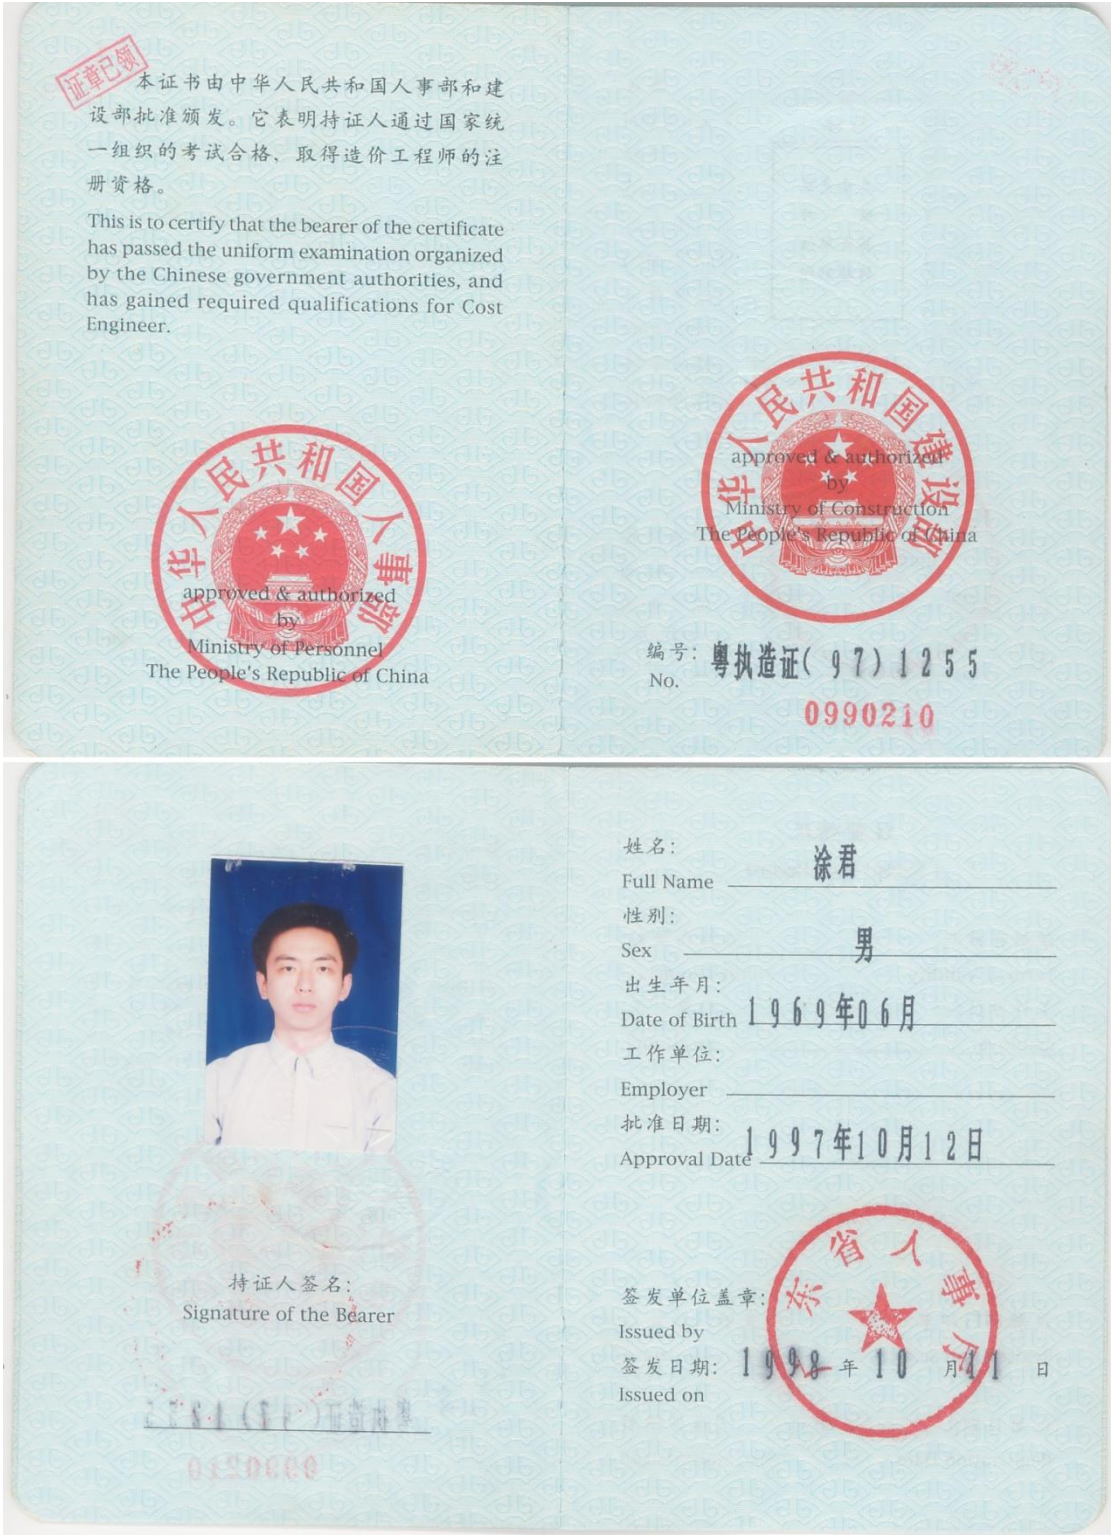 证章已领
本证书由中华人民共和国人事部和建
设部批准颁发。它表明持证人通过国家统
一组织的考试合格，取得造价工程师的注
册资格。
This is to certify that the bearer of the certificate
has passed the uniform examination organized
by the Chinese government authorities, and
has gained required qualifications for Cost
Engineer.
中华人民共和国人事部
approved & authorized
by
Ministry of Personnel
The People's Republic of China
中华人民共和国建设部
approved & authorized
by
Ministry of Construction
The People's Republic of China
编号: 粤执造证(97)1255
No.
0990210
持证人签名:
Signature of the Bearer
姓名: 涂君
Full Name
性别: 男
Sex
出生年月:
Date of Birth 1969年06月
工作单位:
Employer
批准日期: 1997年10月12日
Approval Date
广东省人事厅
签发单位盖章:
Issued by
签发日期: 1998 年 10 月 11 日
Issued on